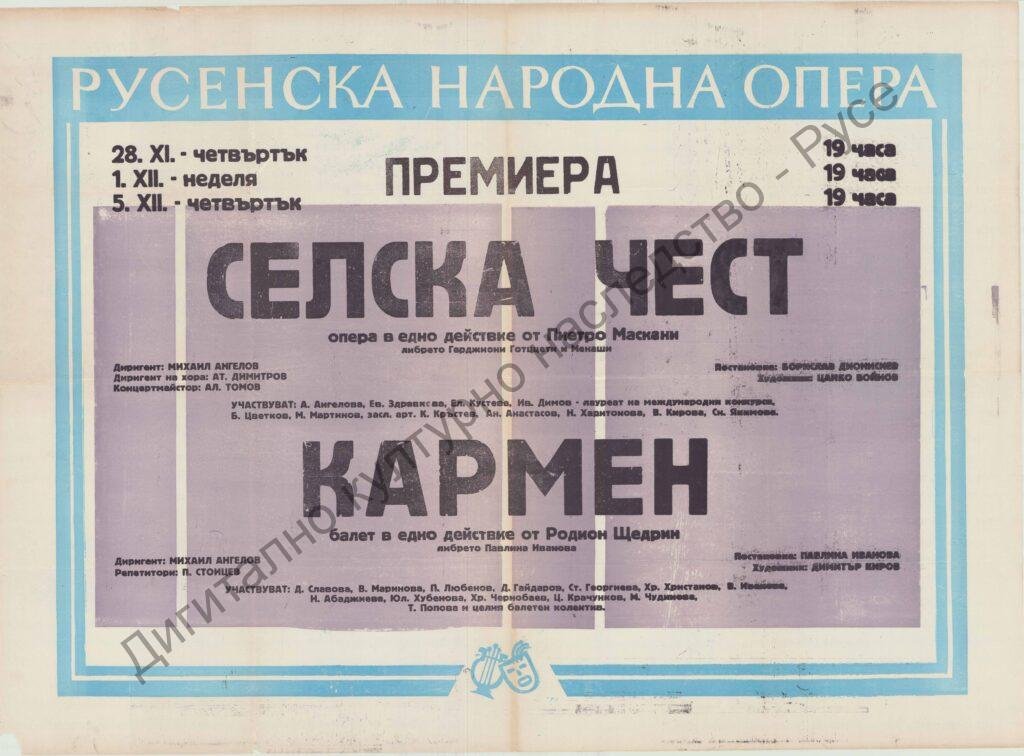 РУСЕНСКА НАРОДНА ОПЕРА
28. XI. - четвъртък
1. XII. - неделя
5. XII. - четвъртък
ПРЕМИЕРА
19 часа
19 часа
19 часа
СЕЛСКА ЧЕСТ
опера в едно действие от Пиетро Маскани
либрето Гарджиони Готццети и Менаши
Диригент: МИХАИЛ АНГЕЛОВ
Диригент на хора: АТ. ДИМИТРОВ
Концертмайстор: АЛ. ТОМОВ
Постановка: БОРИСЛАВ ДИОНИСИЕВ
Художник: ЦАНКО ВОЙНОВ
УЧАСТВУВАТ: А. Ангелова, Ев. Здравкова, Ел. Кустева, Ив. Димов - лауреат на международни конкурси,
Б. Цветков, М. Мартинов, засл. арт. К. Кръстев, Ан. Анастасов, Н. Харитонова, В. Кирова, Сн. Якимова.
КАРМЕН
балет в едно действие от Родион Щедрин
либрето Павлина Иванова
Диригент: МИХАИЛ АНГЕЛОВ
Репетитори: П. СТОИЦЕВ
Постановка: ПАВЛИНА ИВАНОВА
Художник: ДИМИТЪР КИРОВ
УЧАСТВУВАТ: Д. Славова, В. Маринова, П. Любенов, Д. Гайдаров, Ст. Георгиева, Хр. Христанов, В. Иванова,
Н. Абаджиева, Юл. Хубенова, Хр. Чернобаев, Ц. Крачунков, М. Чудинова,
Т. Попова и целия балетен колектив.
Дигитално културно наследство - Русе